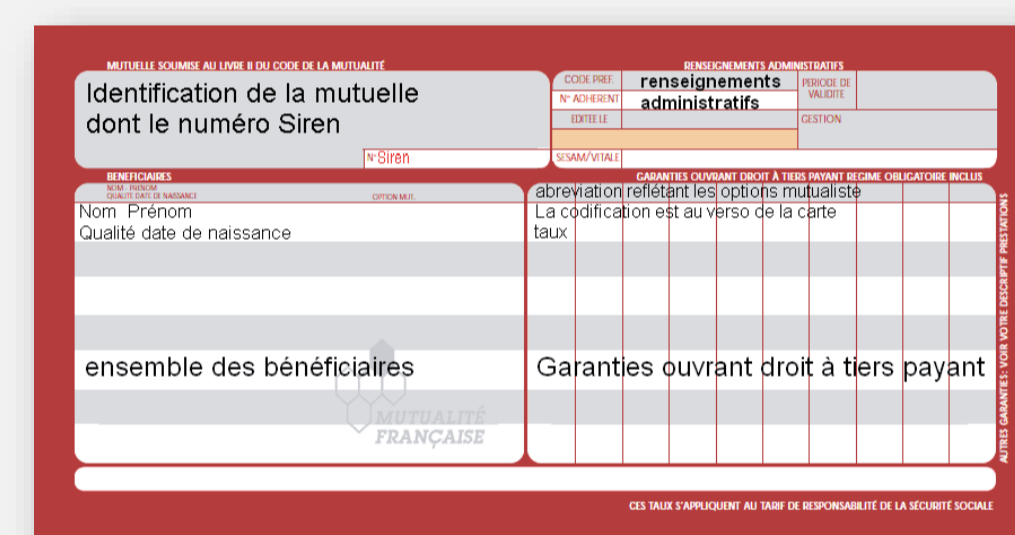 MUTUELLE SOUMISE AU LIVRE II DU CODE DE LA MUTUALITÉ
Identification de la mutuelle
dont le numéro Siren
N° Siren
RENSEIGNEMENTS ADMINISTRATIFS
CODE PREF. renseignements
N° ADHERENT administratifs
EDITEE LE
SESAM/VITALE
PERIODE DE
VALIDITE
GESTION
BENEFICIAIRES
NOM - PRENOM
QUALITE DATE DE NAISSANCE
OPTION MUT.
Nom Prénom
Qualité date de naissance
ensemble des bénéficiaires
MUTUALITÉ
FRANÇAISE
GARANTIES OUVRANT DROIT À TIERS PAYANT REGIME OBLIGATOIRE INCLUS
abreviation reflétant les options mutualiste
La codification est au verso de la carte
taux
Garanties ouvrant droit à tiers payant
AUTRES GARANTIES: VOIR VOTRE DESCRIPTIF PRESTATIONS
CES TAUX S'APPLIQUENT AU TARIF DE RESPONSABILITÉ DE LA SÉCURITÉ SOCIALE